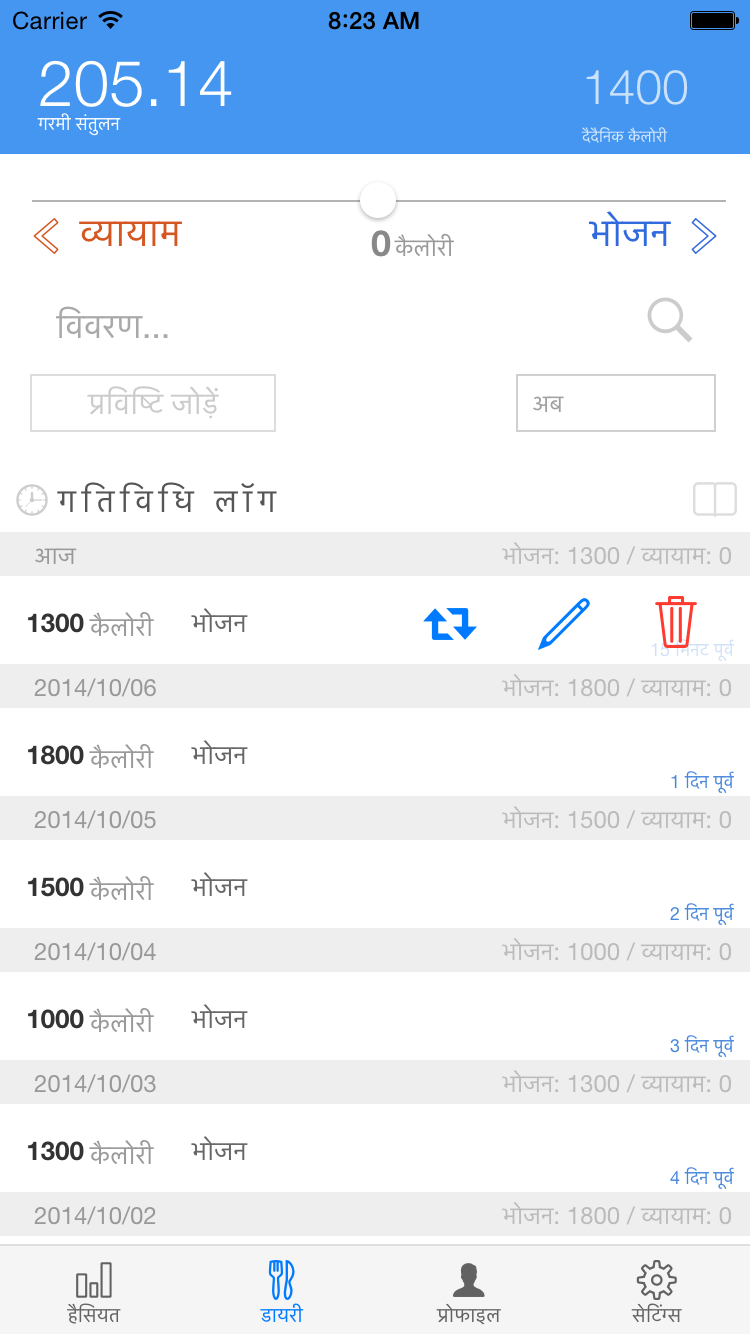 Carrier 8:23 AM
205.14 1400
गरमी संतुलन दैदैनिक कैलोरी
व्यायाम 0 कैलोरी भोजन
विवरण...
प्रविष्टि जोड़ें अब
गतिविधि लॉग
आज भोजन: 1300 / व्यायाम: 0
1300 कैलोरी भोजन
15 मिनट पूर्व
2014/10/06 भोजन: 1800 / व्यायाम: 0
1800 कैलोरी भोजन
1 दिन पूर्व
2014/10/05 भोजन: 1500 / व्यायाम: 0
1500 कैलोरी भोजन
2 दिन पूर्व
2014/10/04 भोजन: 1000 / व्यायाम: 0
1000 कैलोरी भोजन
3 दिन पूर्व
2014/10/03 भोजन: 1300 / व्यायाम: 0
1300 कैलोरी भोजन
4 दिन पूर्व
2014/10/02 भोजन: 1800 / व्यायाम: 0
हैसियत डायरी प्रोफाइल सेटिंग्स